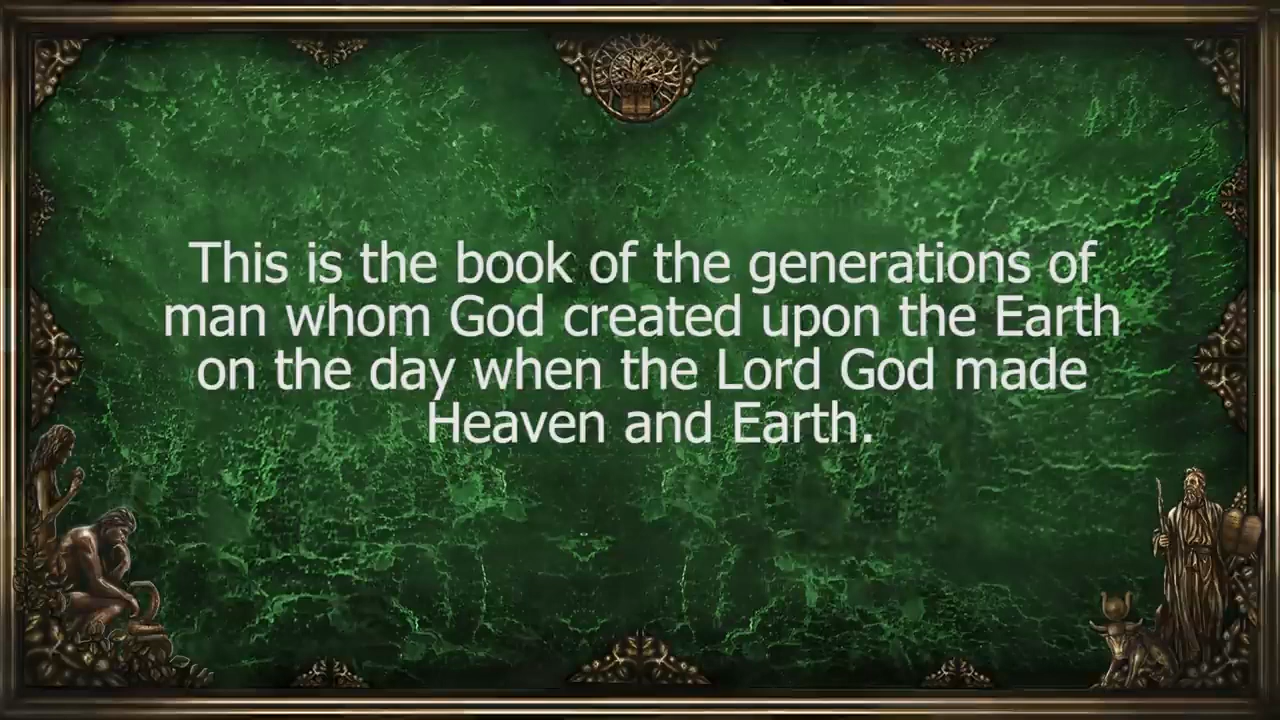 This is the book of the generations of
man whom God created upon the Earth
on the day when the Lord God made
Heaven and Earth.